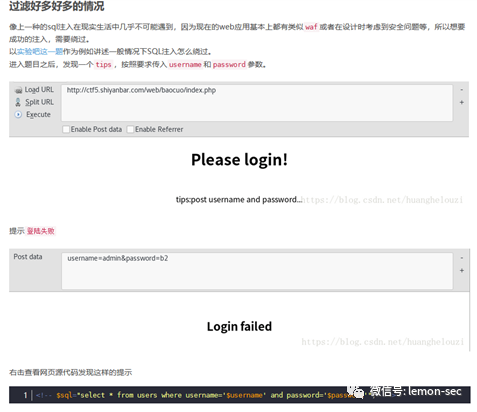 过滤好多好多的情况
像上一种的sql注入在现实生活中几乎不可能遇到，因为现在的web应用基本上都有类似 waf 或者在设计时考虑到安全问题等，所以想要
成功的注入，需要绕过。
以实验吧这一题作为例如讲述一般情况下SQL注入怎么绕过。
进入题目之后，发现一个 tips ，按照要求传入 username 和 password 参数。
Load URL
http://ctf5.shiyanbar.com/web/baocuo/index.php
-
Split URL
+
Execute
Enable Post data Enable Referrer
Please login!
tips:post username and password...
https://blog.csdn.net/huanghelouzi
提示 登陆失败
Post data
username=admin&password=b2
-
+
Login failed
https://blog.csdn.net/huanghelouzi
右击查看网页源代码发现这样的提示
1 <!-- $sql="select * from users where username='$username' and password='$pass
微信号: lemon-sec